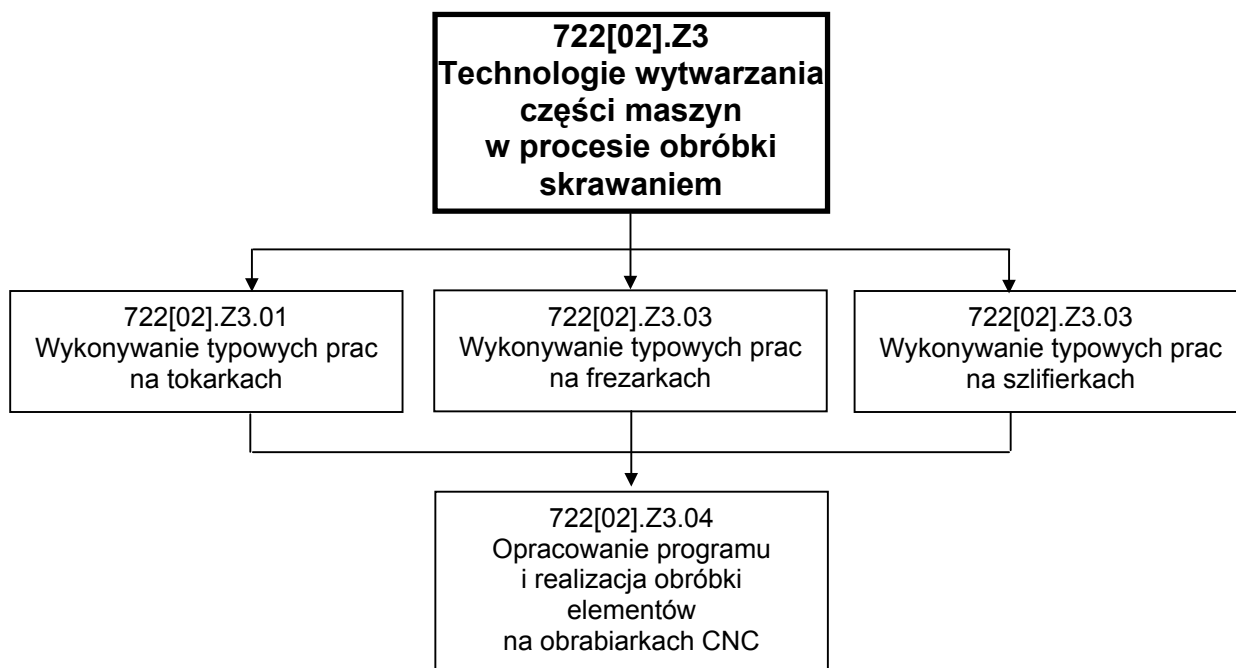 722[02].Z3
Technologie wytwarzania
części maszyn
w procesie obróbki
skrawaniem
722[02].Z3.01
Wykonywanie typowych prac
na tokarkach
722[02].Z3.03
Wykonywanie typowych prac
na frezarkach
722[02].Z3.03
Wykonywanie typowych prac
na szlifierkach
722[02].Z3.04
Opracowanie programu
i realizacja obróbki
elementów
na obrabiarkach CNC